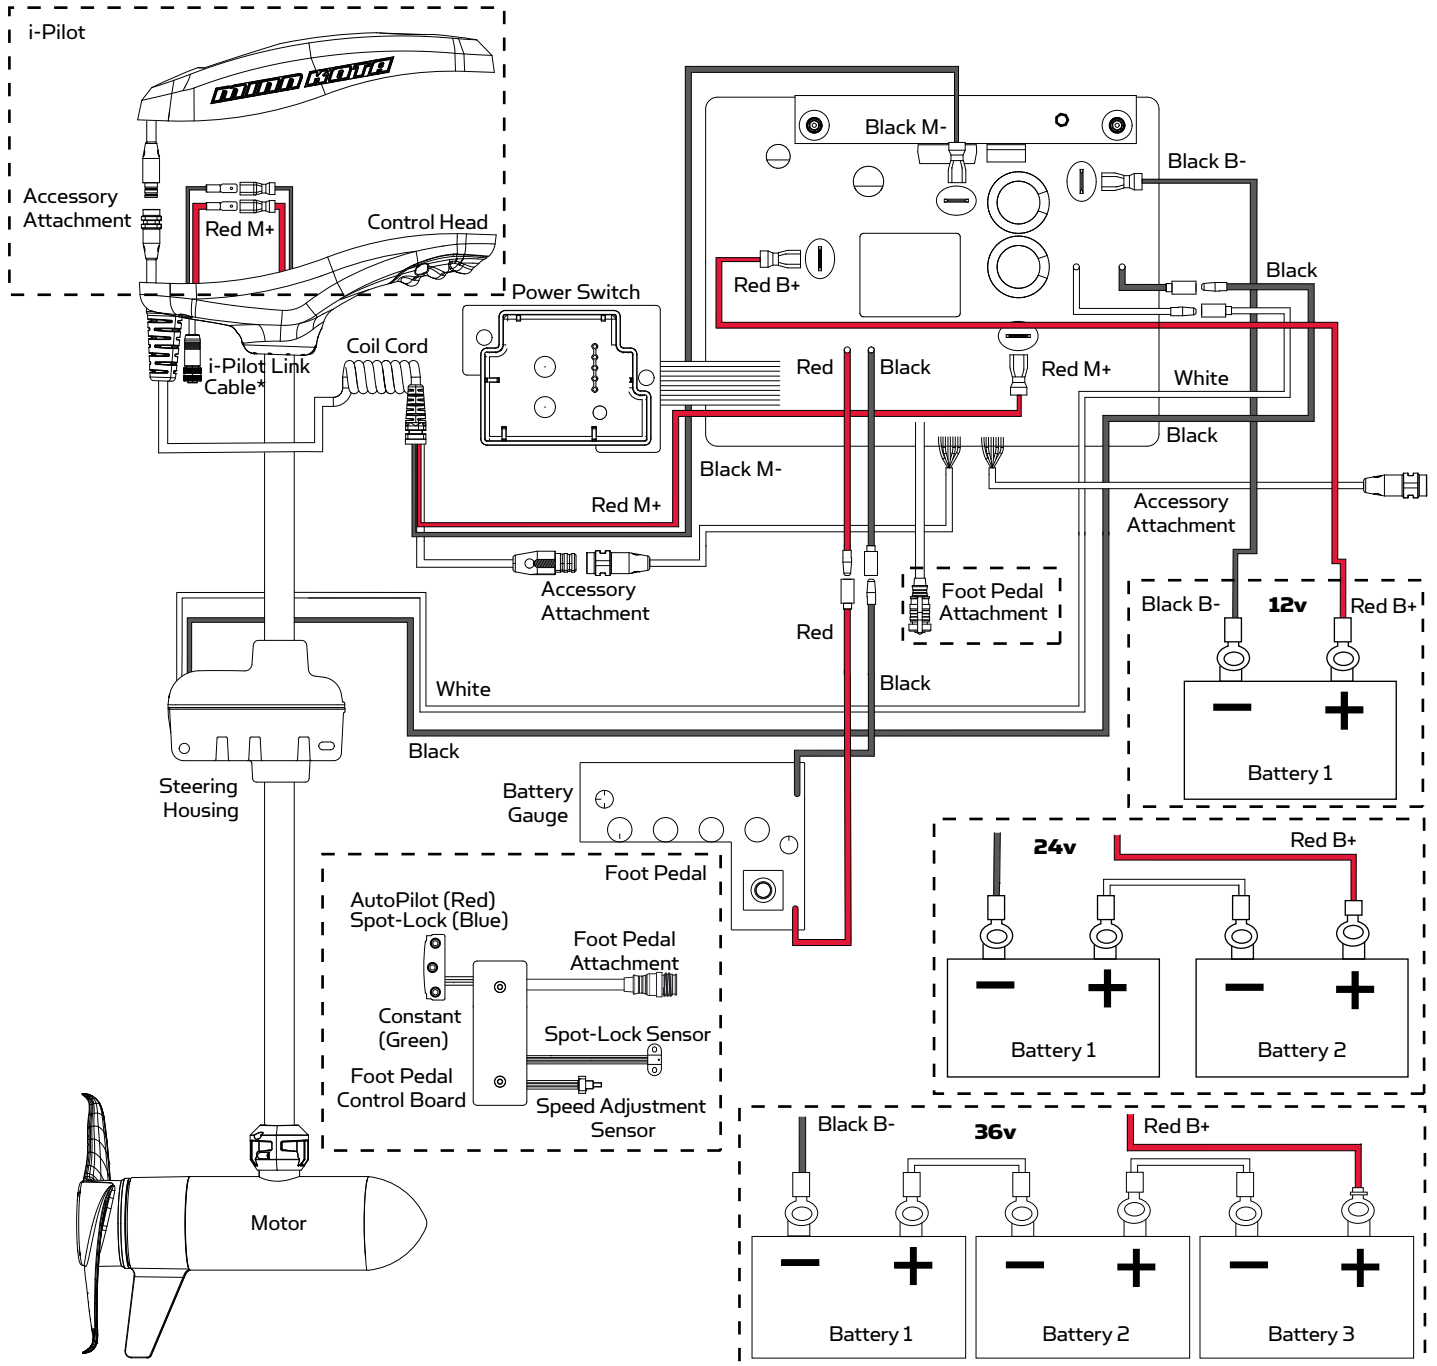 i-Pilot
MINN KOTA
Accessory
Attachment
Red M+
Control Head
i-Pilot Link
Cable*
Coil Cord
Power Switch
Black M-
Black B-
Red B+
Black
Red
Black
Red M+
White
Black
Black M-
Red M+
Accessory
Attachment
Accessory
Attachment
Foot Pedal
Attachment
Red
Black
White
Black
Steering
Housing
Battery
Gauge
Black B-
12v
Red B+
Battery 1
24v
Red B+
Battery 1
Battery 2
Foot Pedal
AutoPilot (Red)
Spot-Lock (Blue)
Foot Pedal
Attachment
Constant
(Green)
Spot-Lock Sensor
Foot Pedal
Control Board
Speed Adjustment
Sensor
Motor
Black B-
36v
Red B+
Battery 1
Battery 2
Battery 3